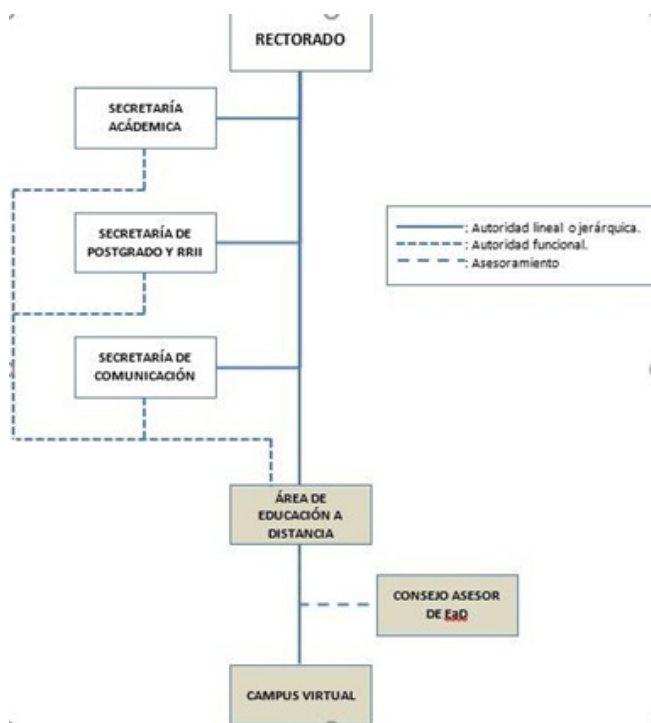 RECTORADO
SECRETARÍA
ACÁDEMICA
SECRETARÍA DE
POSTGRADO Y RRII
: Autoridad lineal o jerárquica.
: Autoridad funcional.
: Asesoramiento
SECRETARÍA DE
COMUNICACIÓN
ÁREA DE
EDUCACIÓN A
DISTANCIA
CONSEJO ASESOR
DE EaD
CAMPUS VIRTUAL